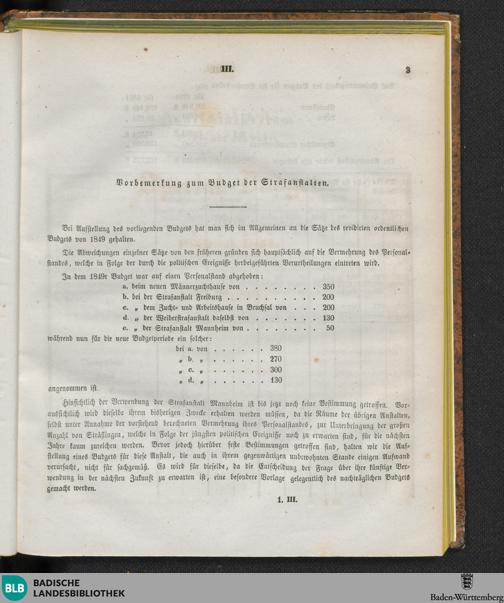 III. 3
Vorbemerkung zum Budget der Strafanstalten.
Bei Aufstellung des vorliegenden Budgets hat man sich im Allgemeinen an die Sätze des revidirten ordentlichen
Budgets von 1849 gehalten.
Die Abweichungen einzelner Sätze von den früheren gründen sich hauptsächlich auf die Vermehrung des Personal-
standes, welche in Folge der durch die politischen Ereignisse herbeigeführten Verurtheilungen eintreten wird.
In dem 1849r Budget war auf einen Personalstand abgehoben:
a. beim neuen Männerzuchthause von . . . . . . . . 350
b. bei der Strafanstalt Freiburg . . . . . . . . . . 200
c. „ dem Zucht- und Arbeitshause in Bruchsal von . . . 200
d. „ der Weiberstrafanstalt daselbst von . . . . . . . 130
e. „ der Strafanstalt Mannheim von . . . . . . . . 50
während nun für die neue Budgetperiode ein solcher:
bei a. von . . . . . . 380
„ b. „ . . . . . . 270
„ c. „ . . . . . . 300
„ d. „ . . . . . . 130
angenommen ist.
Hinsichtlich der Verwendung der Strafanstalt Mannheim ist bis jetzt noch keine Bestimmung getroffen. Vor-
aussichtlich wird dieselbe ihrem bisherigen Zwecke erhalten werden müssen, da die Räume der übrigen Anstalten,
selbst unter Annahme der vorstehend berechneten Vermehrung ihres Personalstandes, zur Unterbringung der großen
Anzahl von Sträflingen, welche in Folge der jüngsten politischen Ereignisse noch zu erwarten sind, für die nächsten
Jahre kaum zureichen werden. Bevor jedoch hierüber feste Bestimmungen getroffen sind, halten wir die Auf-
stellung eines Budgets für diese Anstalt, die auch in ihrem gegenwärtigen unbewohnten Stande einigen Aufwand
verursacht, nicht für sachgemäß. Es wird für dieselbe, da die Entscheidung der Frage über ihre künftige Ver-
wendung in der nächsten Zukunft zu erwarten ist, eine besondere Vorlage gelegentlich des nachträglichen Budgets
gemacht werden.
1. III.
BLB BADISCHE
LANDESBIBLIOTHEK
Baden-Württemberg